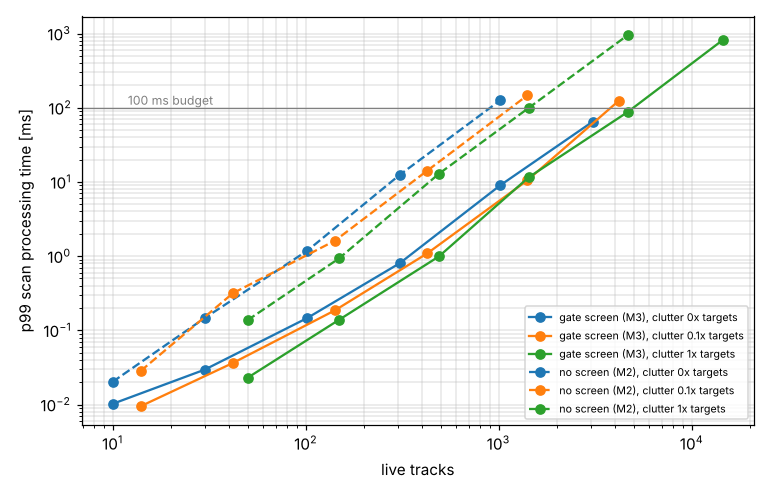 p99 scan processing time [ms]
10³
10²
10¹
10⁰
10⁻¹
10⁻²
100 ms budget
gate screen (M3), clutter 0x targets
gate screen (M3), clutter 0.1x targets
gate screen (M3), clutter 1x targets
no screen (M2), clutter 0x targets
no screen (M2), clutter 0.1x targets
no screen (M2), clutter 1x targets
10¹ 10² 10³ 10⁴
live tracks